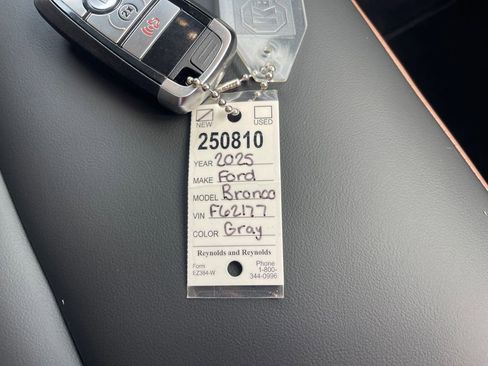 NEW USED
250810
YEAR 2025
MAKE Ford
MODEL Bronco
VIN F62177
COLOR Gray
Reynolds and Reynolds
Form Phone
EZ384-W 1-800-
344-0996